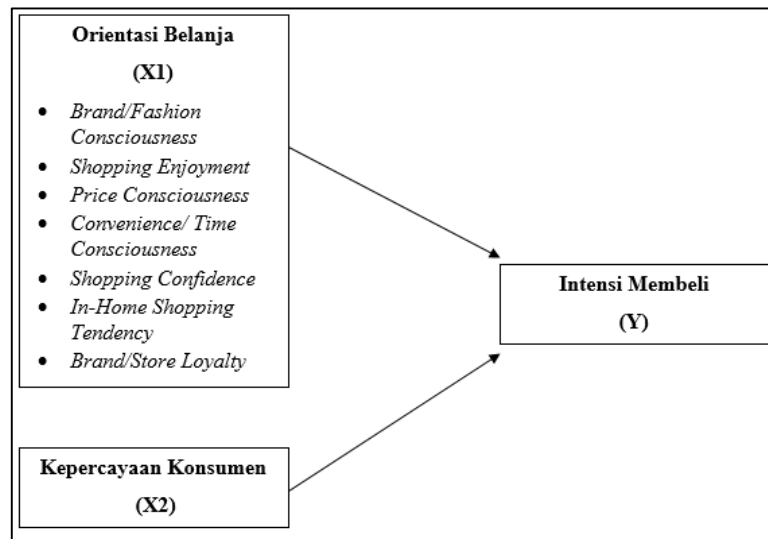 Orientasi Belanja
(X1)
• Brand/Fashion
Consciousness
• Shopping Enjoyment
• Price Consciousness
• Convenience/ Time
Consciousness
• Shopping Confidence
• In-Home Shopping
Tendency
• Brand/Store Loyalty
Intensi Membeli
(Y)
Kepercayaan Konsumen
(X2)